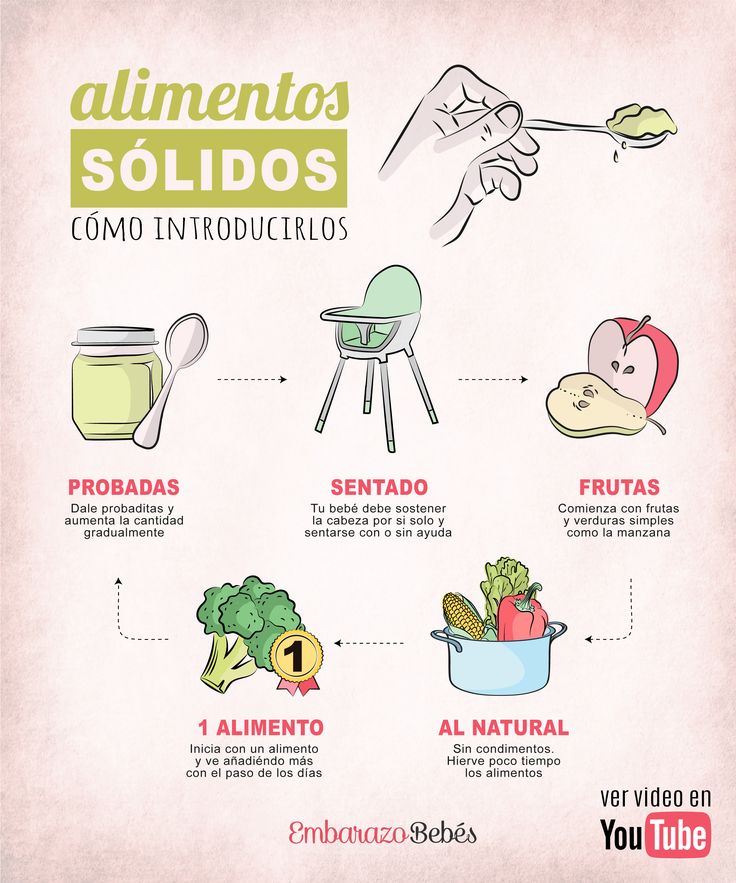 alimentos
SÓLIDOS
CÓMO INTRODUCIRLOS
PROBADAS
Dale probaditas y
aumenta la cantidad
gradualmente
SENTADO
Tu bebé debe sostener
la cabeza por si solo y
sentarse con o sin ayuda
FRUTAS
Comienza con frutas
y verduras simples
como la manzana
1
1 ALIMENTO
Inicia con un alimento
y ve añadiéndo más
con el paso de los días
AL NATURAL
Sin condimentos.
Hierve poco tiempo
los alimentos
Embarazo Bebés
ver video en
YouTube